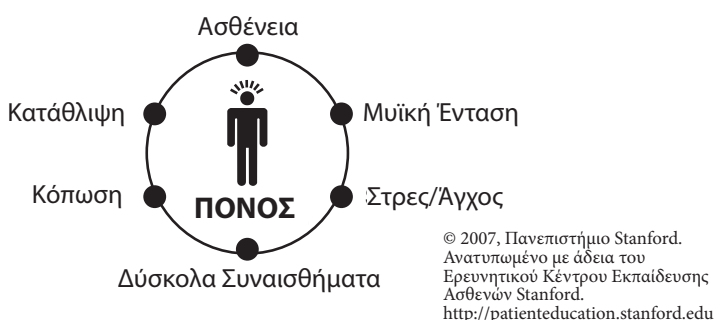 Ασθένεια
Κατάθλιψη
Μυϊκή Ένταση
Κόπωση
ΠΟΝΟΣ
Στρες/Άγχος
Δύσκολα Συναισθήματα
© 2007, Πανεπιστήμιο Stanford.
Ανατυπωμένο με άδεια του
Ερευνητικού Κέντρου Εκπαίδευσης
Ασθενών Stanford.
http://patienteducation.stanford.edu